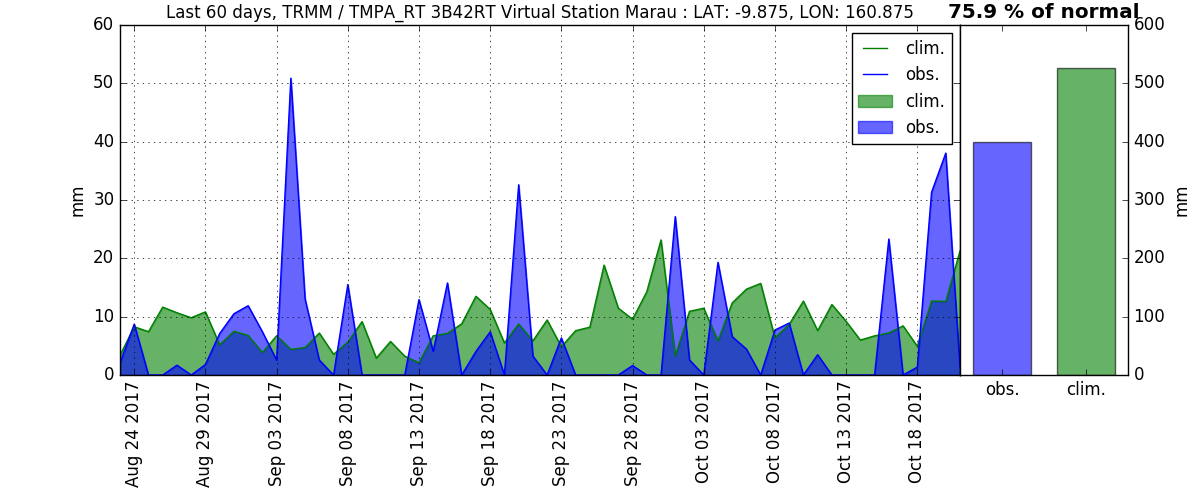 Last 60 days, TRMM / TMPA_RT 3B42RT Virtual Station Marau : LAT: -9.875, LON: 160.875
75.9 % of normal
60
50
40
30
20
10
0
mm
clim.
obs.
clim.
obs.
600
500
400
300
200
100
0
mm
obs.
clim.
Aug 24 2017
Aug 29 2017
Sep 03 2017
Sep 08 2017
Sep 13 2017
Sep 18 2017
Sep 23 2017
Sep 28 2017
Oct 03 2017
Oct 08 2017
Oct 13 2017
Oct 18 2017